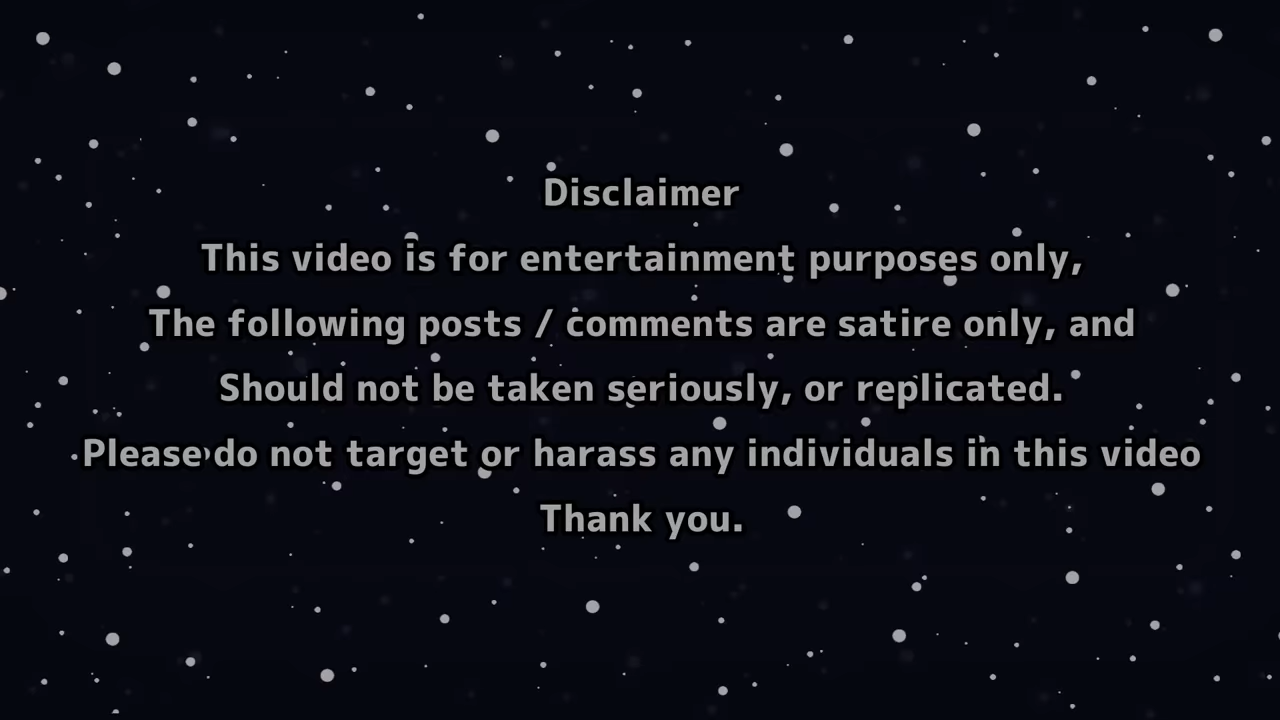 Disclaimer
This video is for entertainment purposes only,
The following posts / comments are satire only, and
Should not be taken seriously, or replicated.
Please do not target or harass any individuals in this video
Thank you.